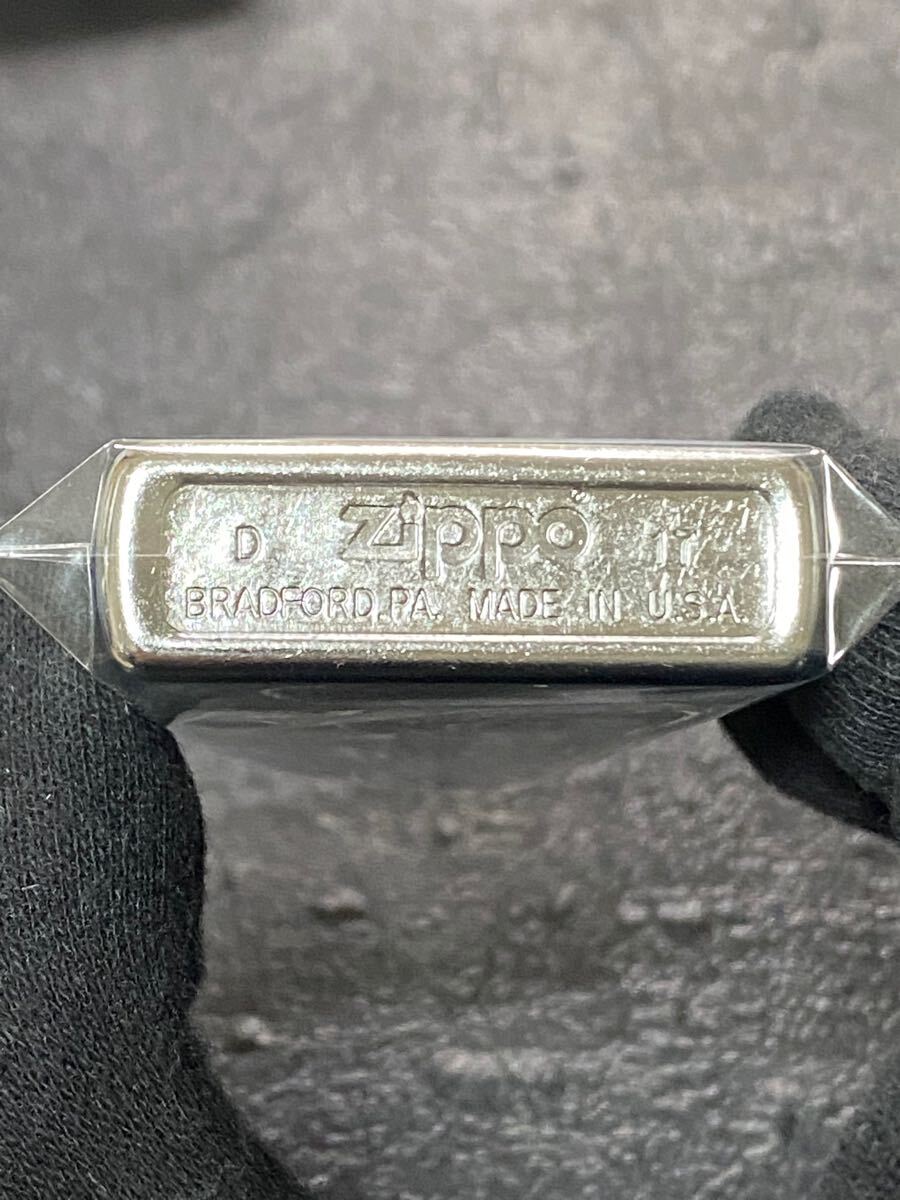 D Zippo 17
BRADFORD, PA. MADE IN U.S.A